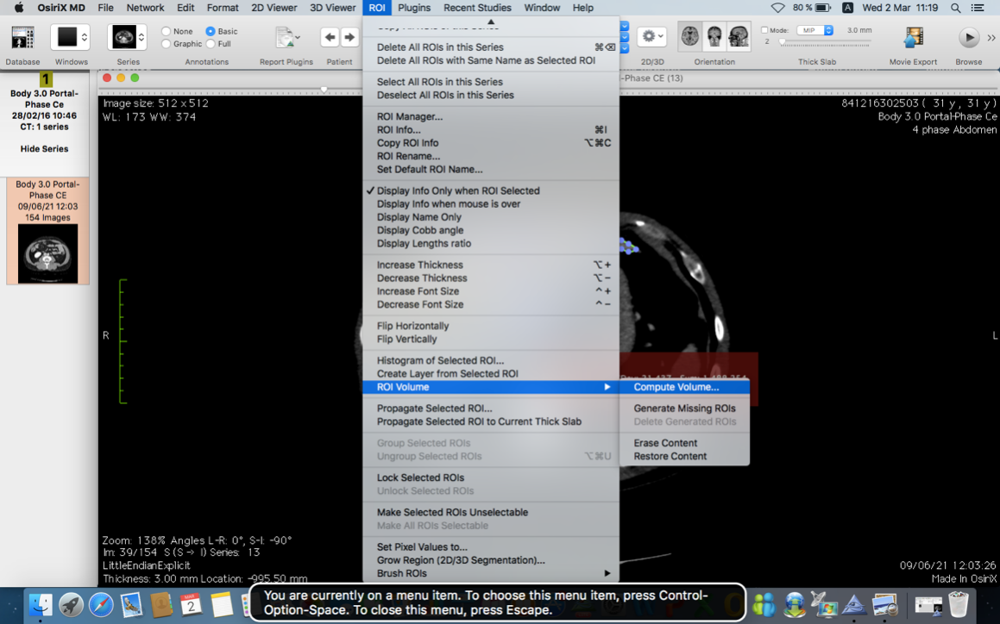 OsiriX MD File Network Edit Format 2D Viewer 3D Viewer ROI Plugins Recent Studies Window Help 80 % A Wed 2 Mar 11:19
None Basic
Graphic Full
Mode: MIP 3.0 mm
2
Database Windows Series Annotations Report Plugins Patient 2D/3D Orientation Thick Slab Movie Export Browse
-Phase CE (13)
1
Body 3.0 Portal-
Phase Ce
28/02/16 10:46
CT: 1 series
Hide Series
Body 3.0 Portal-
Phase CE
09/06/21 12:03
154 Images
Image size: 512 x 512
WL: 173 WW: 374
841216302503 ( 31 y , 31 y )
Body 3.0 Portal-Phase Ce
4 phase Abdomen
R
L
Delete All ROIs in this Series ⌘⌫
Delete All ROIs with Same Name as Selected ROI
Select All ROIs in this Series
Deselect All ROIs in this Series
ROI Manager...
ROI Info... ⌘I
Copy ROI Info ⌥⌘C
ROI Rename...
Set Default ROI Name...
✓ Display Info Only when ROI Selected
Display Info when mouse is over
Display Name Only
Display Cobb angle
Display Lengths ratio
Increase Thickness ⌥+
Decrease Thickness ⌥−
Increase Font Size ^+
Decrease Font Size ^−
Flip Horizontally
Flip Vertically
Histogram of Selected ROI...
Create Layer from Selected ROI
ROI Volume
Propagate Selected ROI...
Propagate Selected ROI to Current Thick Slab
Group Selected ROIs
Ungroup Selected ROIs ⌥⌘U
Lock Selected ROIs
Unlock Selected ROIs
Make Selected ROIs Unselectable
Make All ROIs Selectable
Set Pixel Values to...
Grow Region (2D/3D Segmentation)...
Brush ROIs
Compute Volume...
Generate Missing ROIs
Delete Generated ROIs
Erase Content
Restore Content
Zoom: 138% Angles L-R: 0°, S-I: -90°
Im: 39/154 S (S -> I) Series: 13
LittleEndianExplicit
Thickness: 3.00 mm Location: -995.50 mm
09/06/21 12:03:26
Made In OsiriX
MAR
2
You are currently on a menu item. To choose this menu item, press Control-
Option-Space. To close this menu, press Escape.